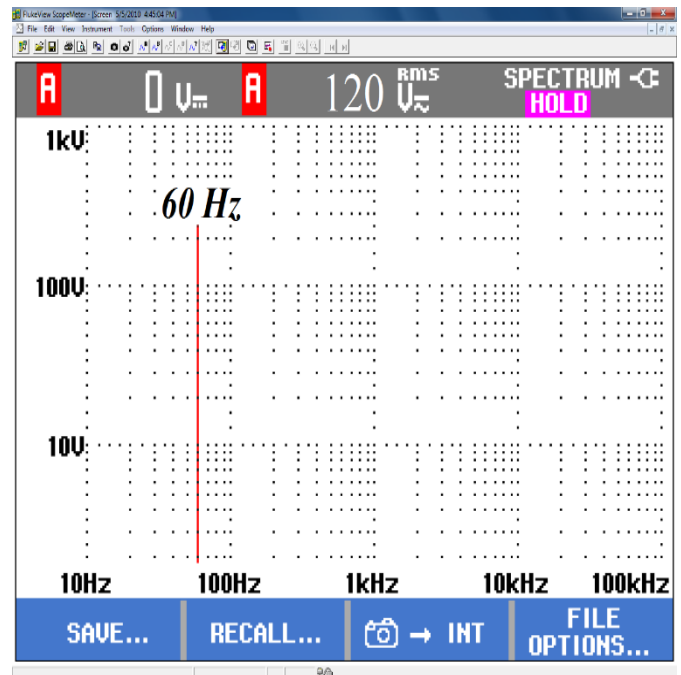 FlukeView ScopeMeter - [Screen 5/5/2018 4:45:04 PM]
File Edit View Instrument Tools Options Window Help
A 0 V A 120 V RMS SPECTRUM
HOLD
1kV
60 Hz
100V
10V
10Hz 100Hz 1kHz 10kHz 100kHz
SAVE... RECALL... → INT FILE OPTIONS...